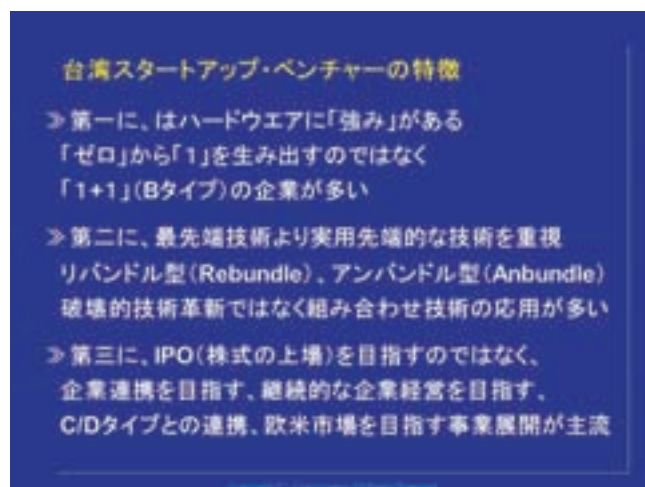 台湾スタートアップ・ベンチャーの特徴
≫第一に、はハードウエアに「強み」がある
「ゼロ」から「1」を生み出すのではなく
「1+1」(Bタイプ)の企業が多い
≫第二に、最先端技術より実用先端的な技術を重視
リバンドル型(Rebundle)、アンバンドル型(Anbundle)
破壊的技術革新ではなく組み合わせ技術の応用が多い
≫第三に、IPO(株式の上場)を目指すのではなく、
企業連携を目指す、継続的な企業経営を目指す、
C/Dタイプとの連携、欧米市場を目指す事業展開が主流